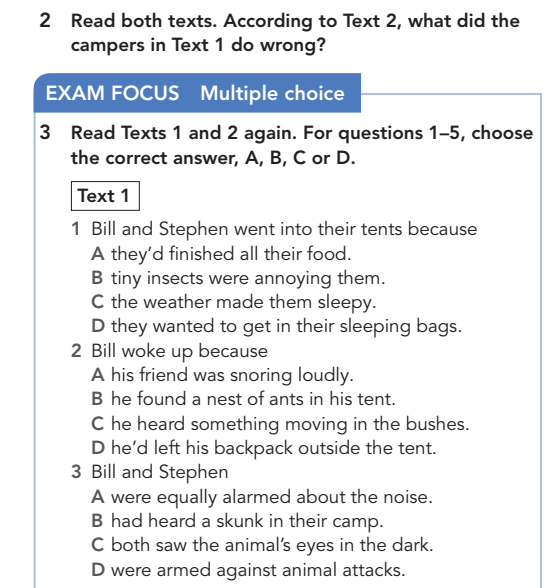 2 Read both texts. According to Text 2, what did the
campers in Text 1 do wrong?
EXAM FOCUS Multiple choice
3 Read Texts 1 and 2 again. For questions 1–5, choose
the correct answer, A, B, C or D.
Text 1
1 Bill and Stephen went into their tents because
A they’d finished all their food.
B tiny insects were annoying them.
C the weather made them sleepy.
D they wanted to get in their sleeping bags.
2 Bill woke up because
A his friend was snoring loudly.
B he found a nest of ants in his tent.
C he heard something moving in the bushes.
D he’d left his backpack outside the tent.
3 Bill and Stephen
A were equally alarmed about the noise.
B had heard a skunk in their camp.
C both saw the animal’s eyes in the dark.
D were armed against animal attacks.